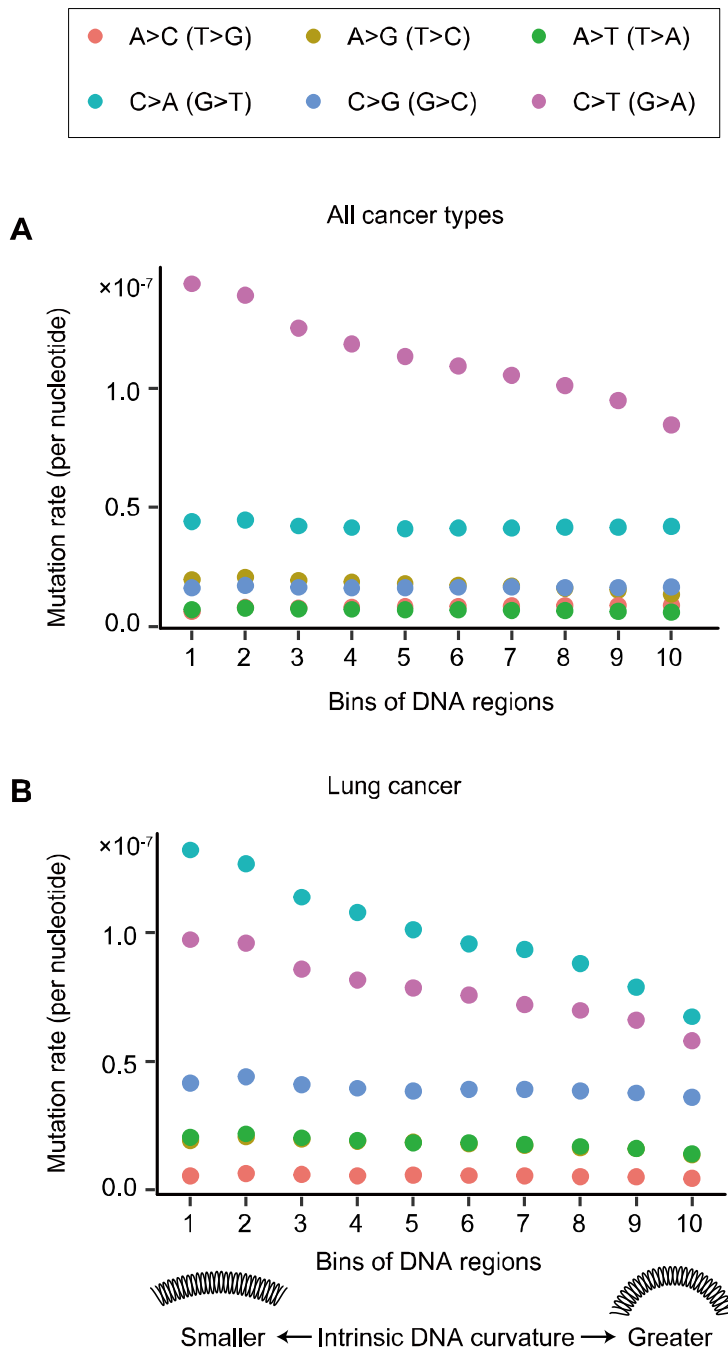 A>C (T>G) A>G (T>C) A>T (T>A)
C>A (G>T) C>G (G>C) C>T (G>A)
A
All cancer types
×10-7
Mutation rate (per nucleotide)
1.0
0.5
0.0
1 2 3 4 5 6 7 8 9 10
Bins of DNA regions
B
Lung cancer
×10-7
Mutation rate (per nucleotide)
1.0
0.5
0.0
1 2 3 4 5 6 7 8 9 10
Bins of DNA regions
Smaller ← Intrinsic DNA curvature → Greater